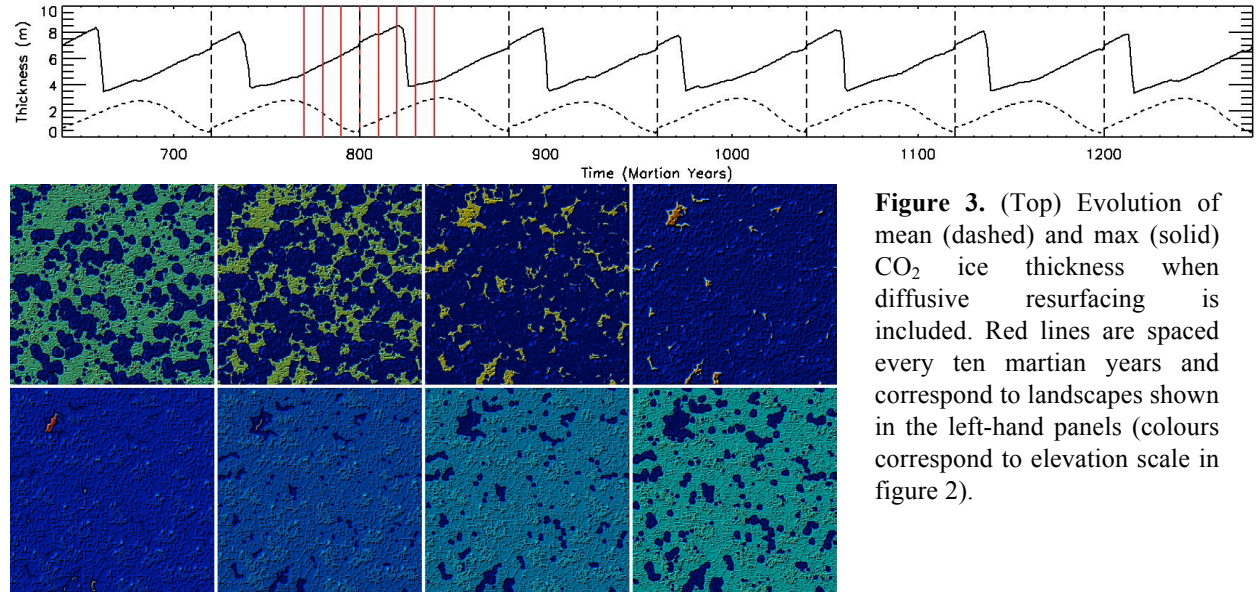 10
8
6
4
2
0
Thickness (m)
700 800 900 1000 1100 1200
Time (Martian Years)
Figure 3. (Top) Evolution of
mean (dashed) and max (solid)
CO₂ ice thickness when
diffusive resurfacing is
included. Red lines are spaced
every ten martian years and
correspond to landscapes shown
in the left-hand panels (colours
correspond to elevation scale in
figure 2).